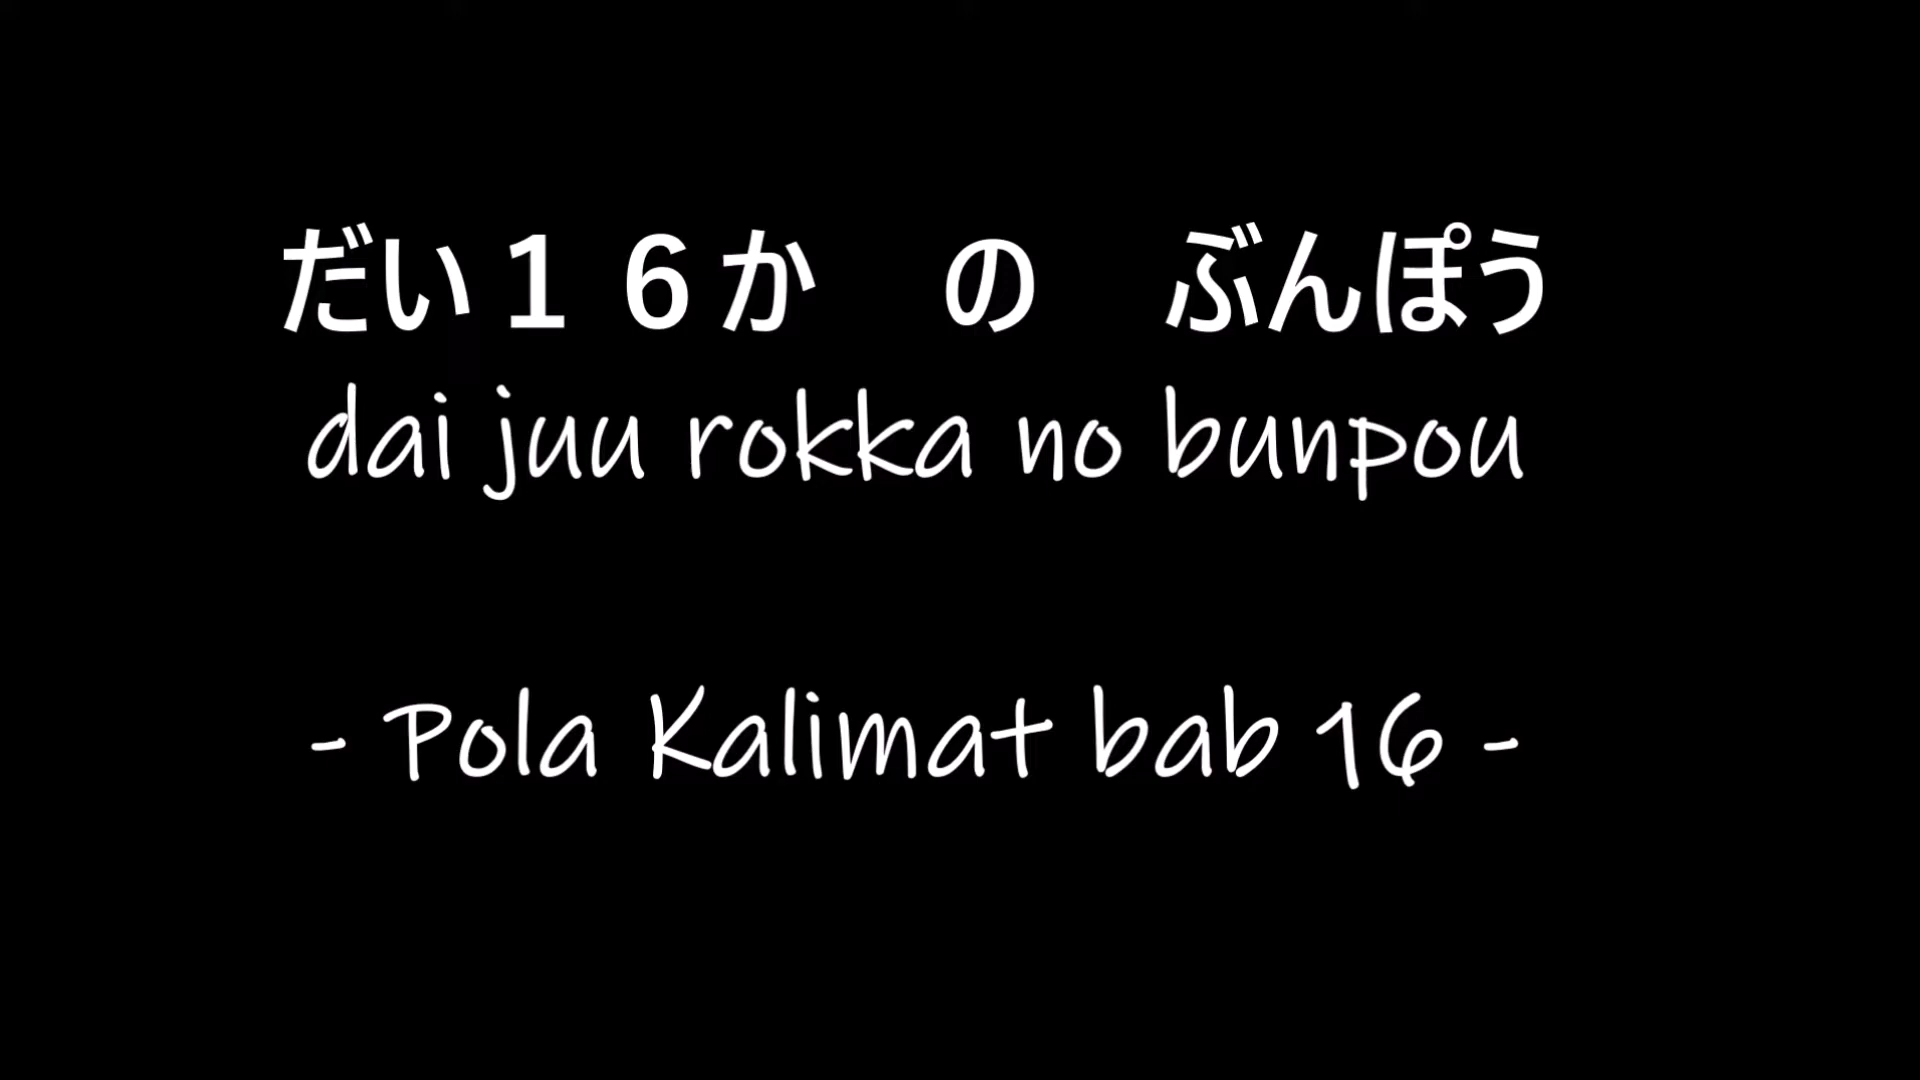 だい１６か　の　ぶんぽう
dai juu rokka no bunpou
- Pola Kalimat bab 16 -